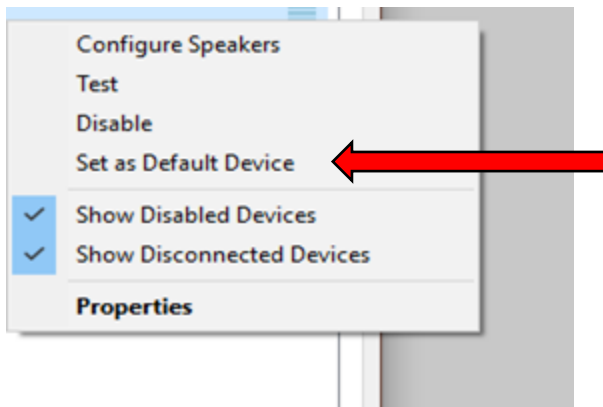 Configure Speakers
Test
Disable
Set as Default Device
Show Disabled Devices
Show Disconnected Devices
Properties